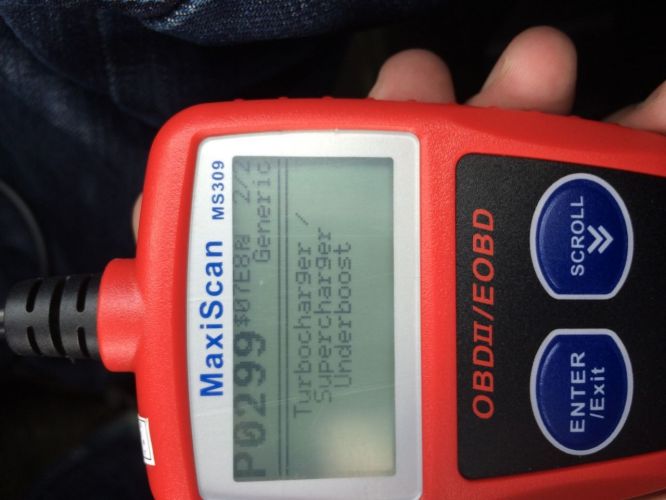 MaxiScan MS309
P0299 $07E8 2/2
Generic
Turbocharger /
Supercharger
Underboost
OBDII/EOBD
ENTER
/Exit
SCROLL